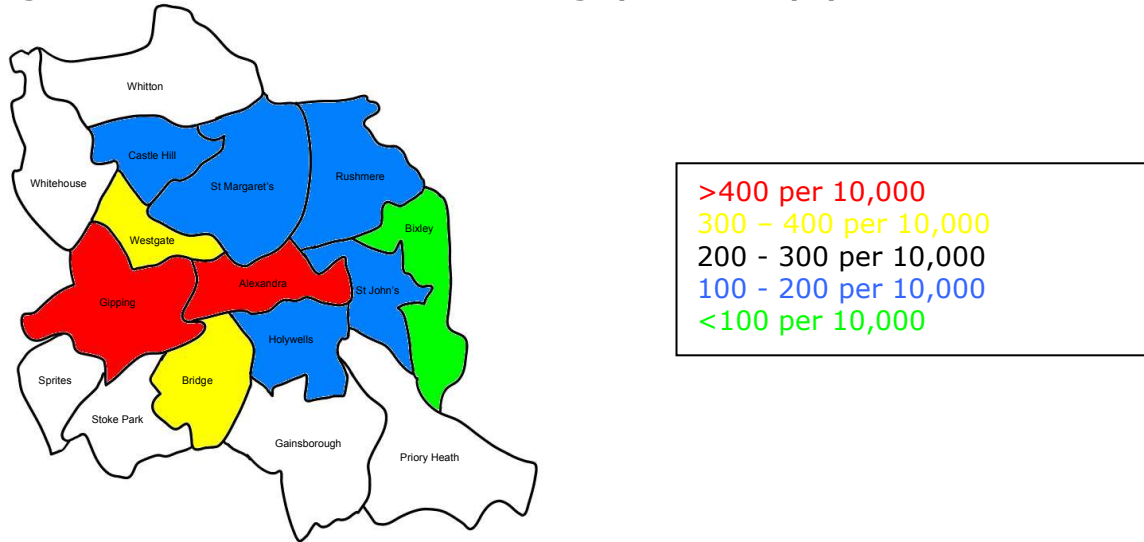 Whitton
Castle Hill
Whitehouse
St Margaret's
Rushmere
Westgate
Bixley
Gipping
Alexandra
St John's
Holywells
Sprites
Bridge
Stoke Park
Gainsborough
Priory Heath
>400 per 10,000
300 – 400 per 10,000
200 - 300 per 10,000
100 - 200 per 10,000
<100 per 10,000